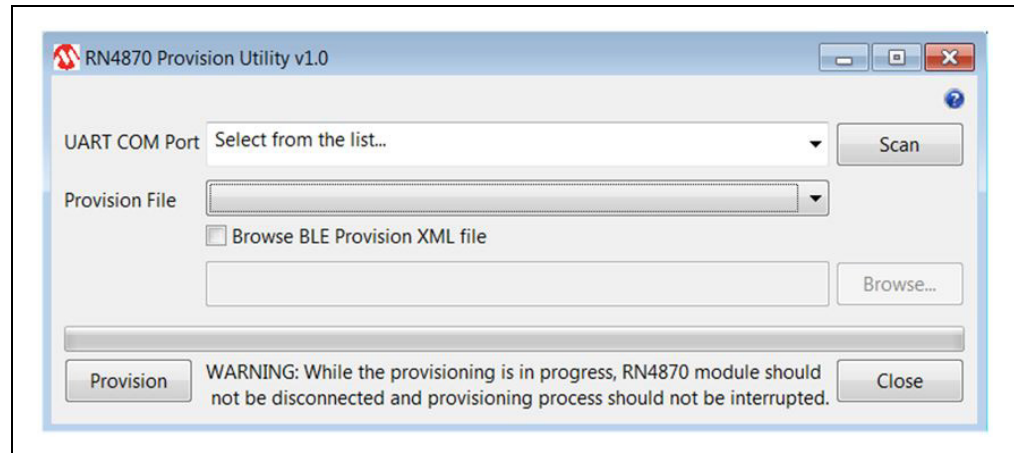 RN4870 Provision Utility v1.0
UART COM Port Select from the list... Scan
Provision File
Browse BLE Provision XML file
Browse...
Provision WARNING: While the provisioning is in progress, RN4870 module should
not be disconnected and provisioning process should not be interrupted. Close